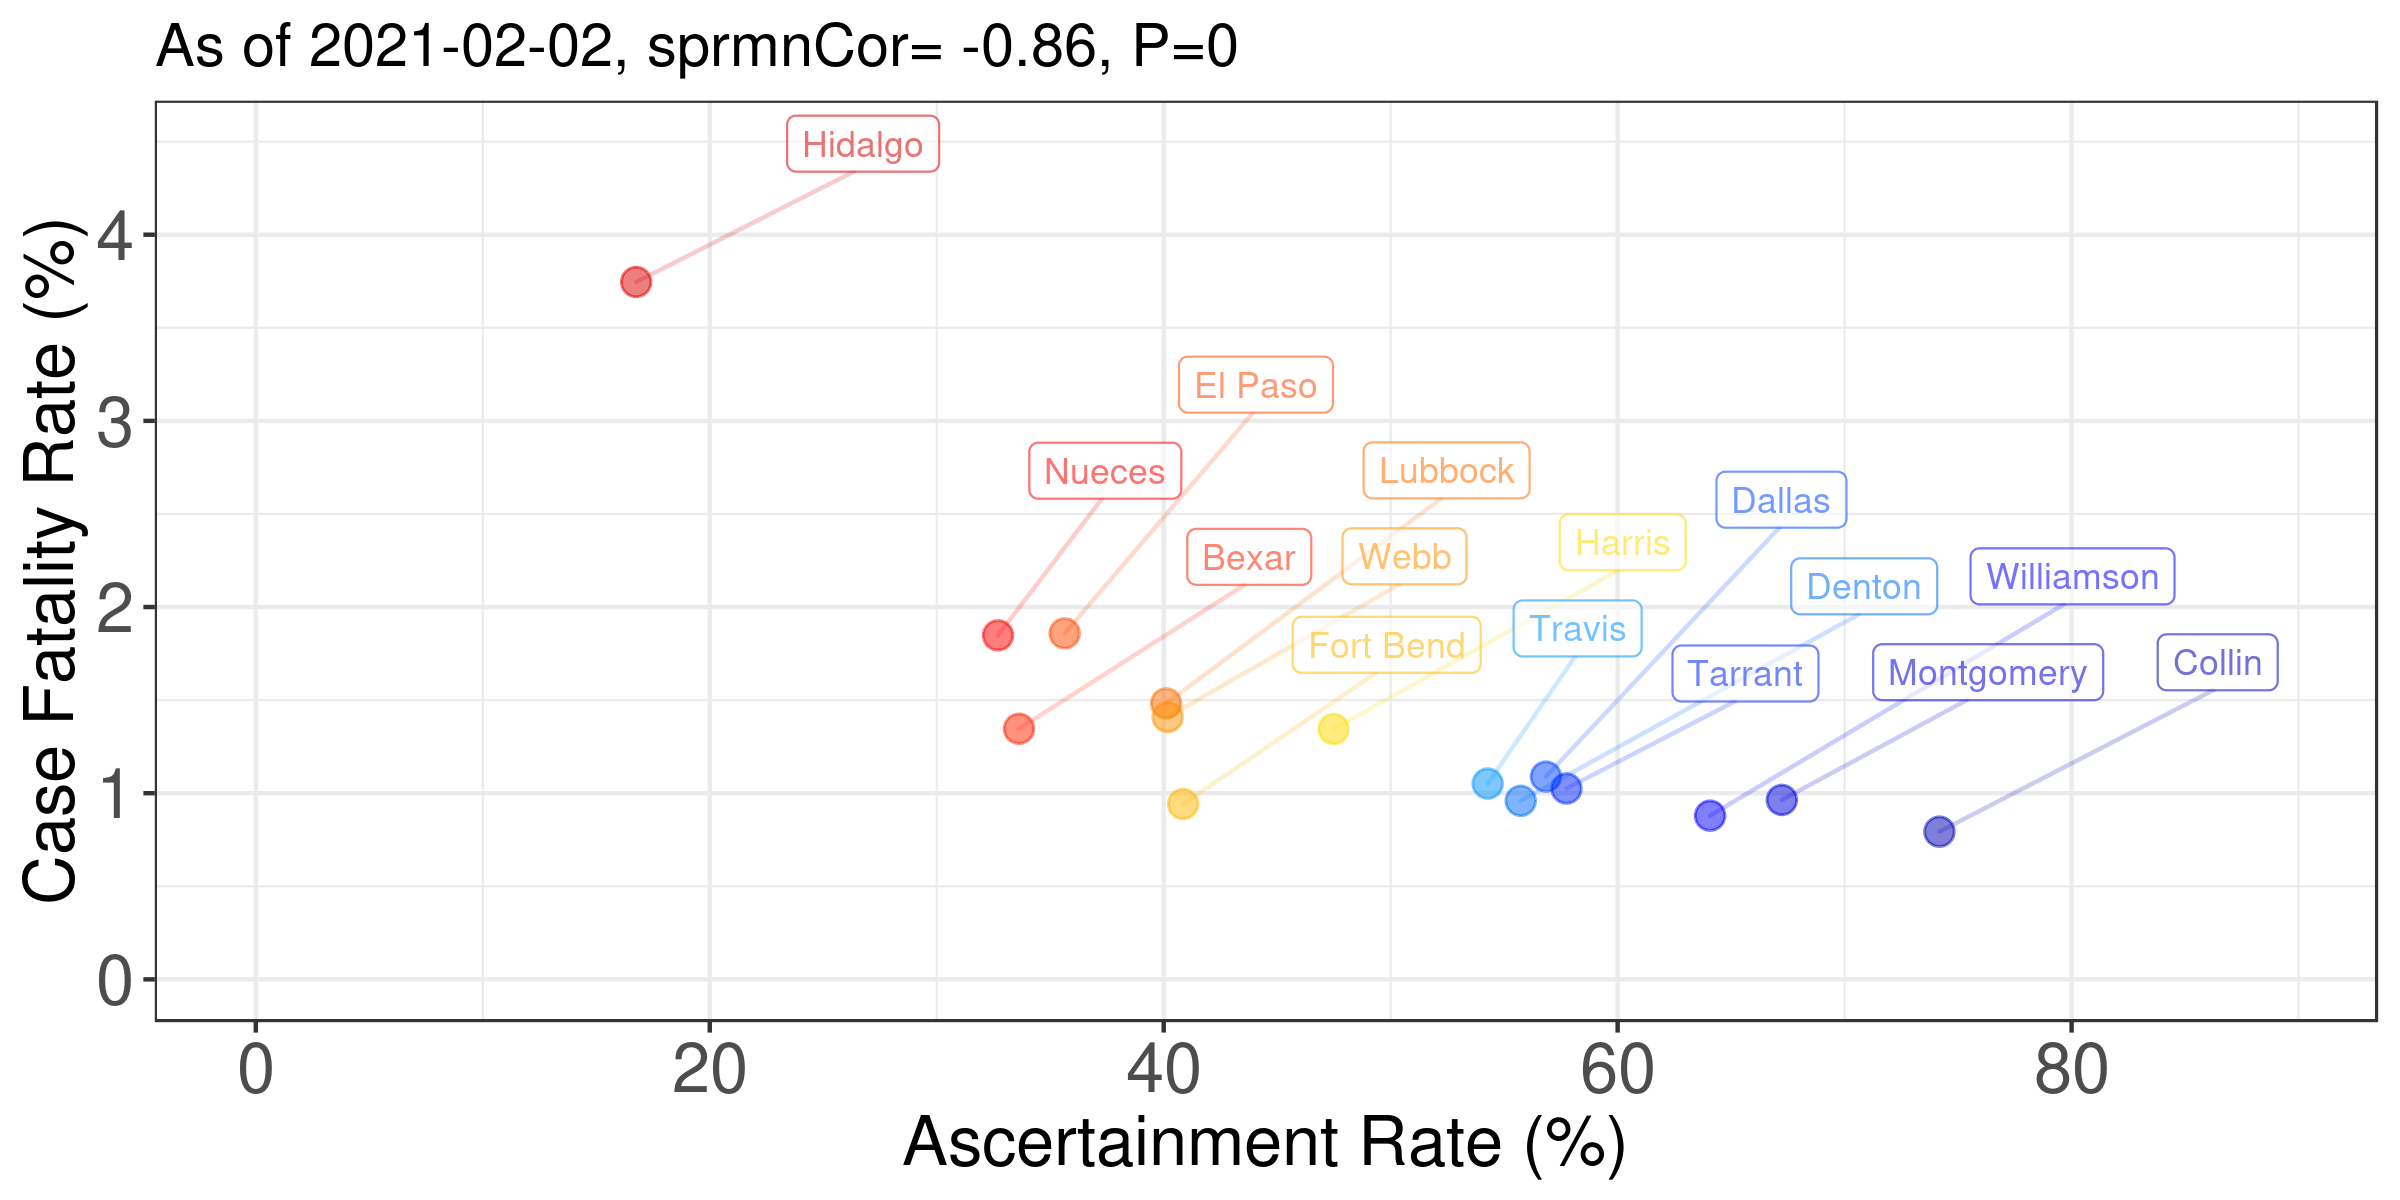 As of 2021-02-02, sprmnCor= -0.86, P=0
Case Fatality Rate (%)
4
3
2
1
0
Hidalgo
El Paso
Nueces
Lubbock
Dallas
Bexar
Webb
Harris
Denton
Williamson
Fort Bend
Travis
Tarrant
Montgomery
Collin
0 20 40 60 80
Ascertainment Rate (%)